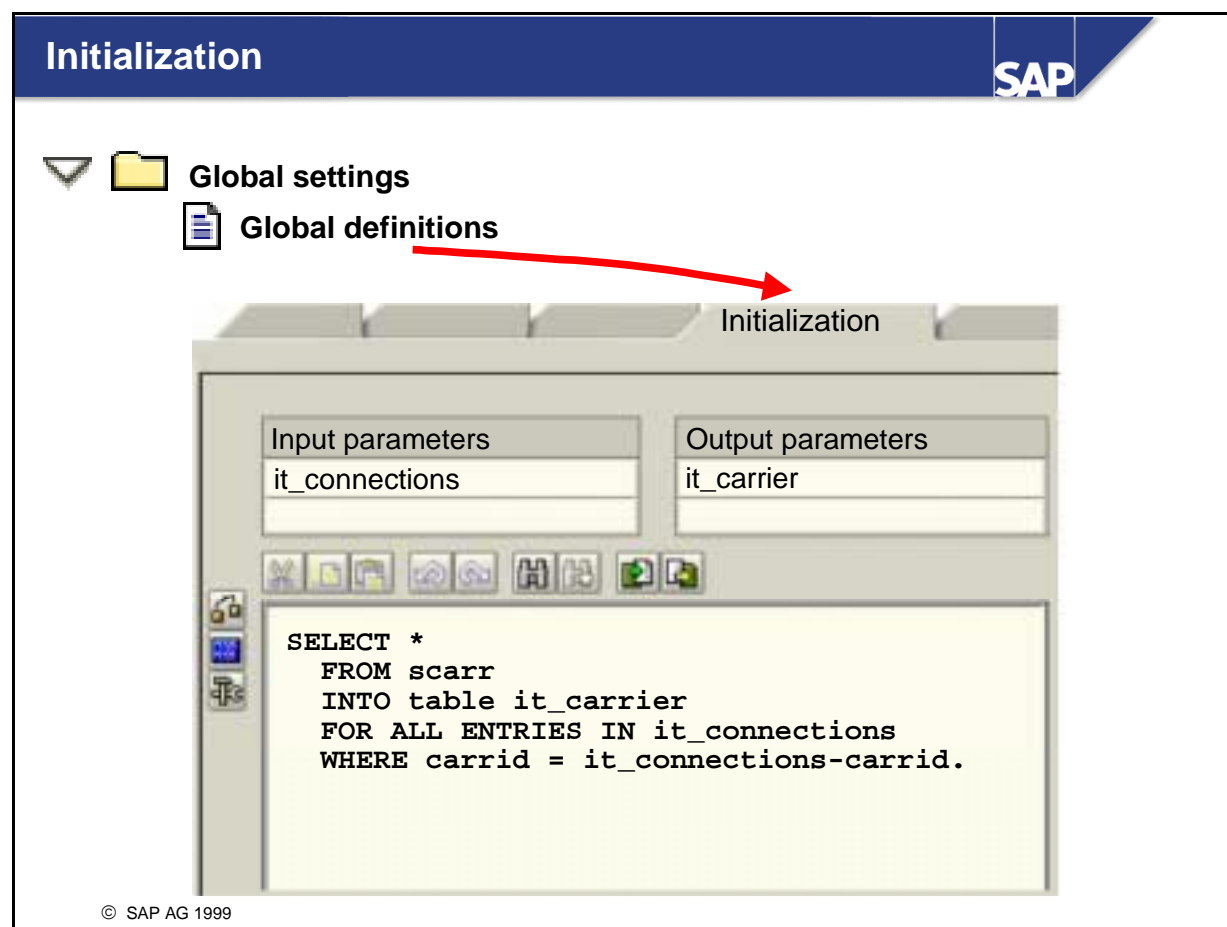 Initialization
SAP
Global settings
Global definitions
Initialization
Input parameters
Output parameters
it_connections
it_carrier
SELECT *
FROM scarr
INTO table it_carrier
FOR ALL ENTRIES IN it_connections
WHERE carrid = it_connections-carrid.
© SAP AG 1999